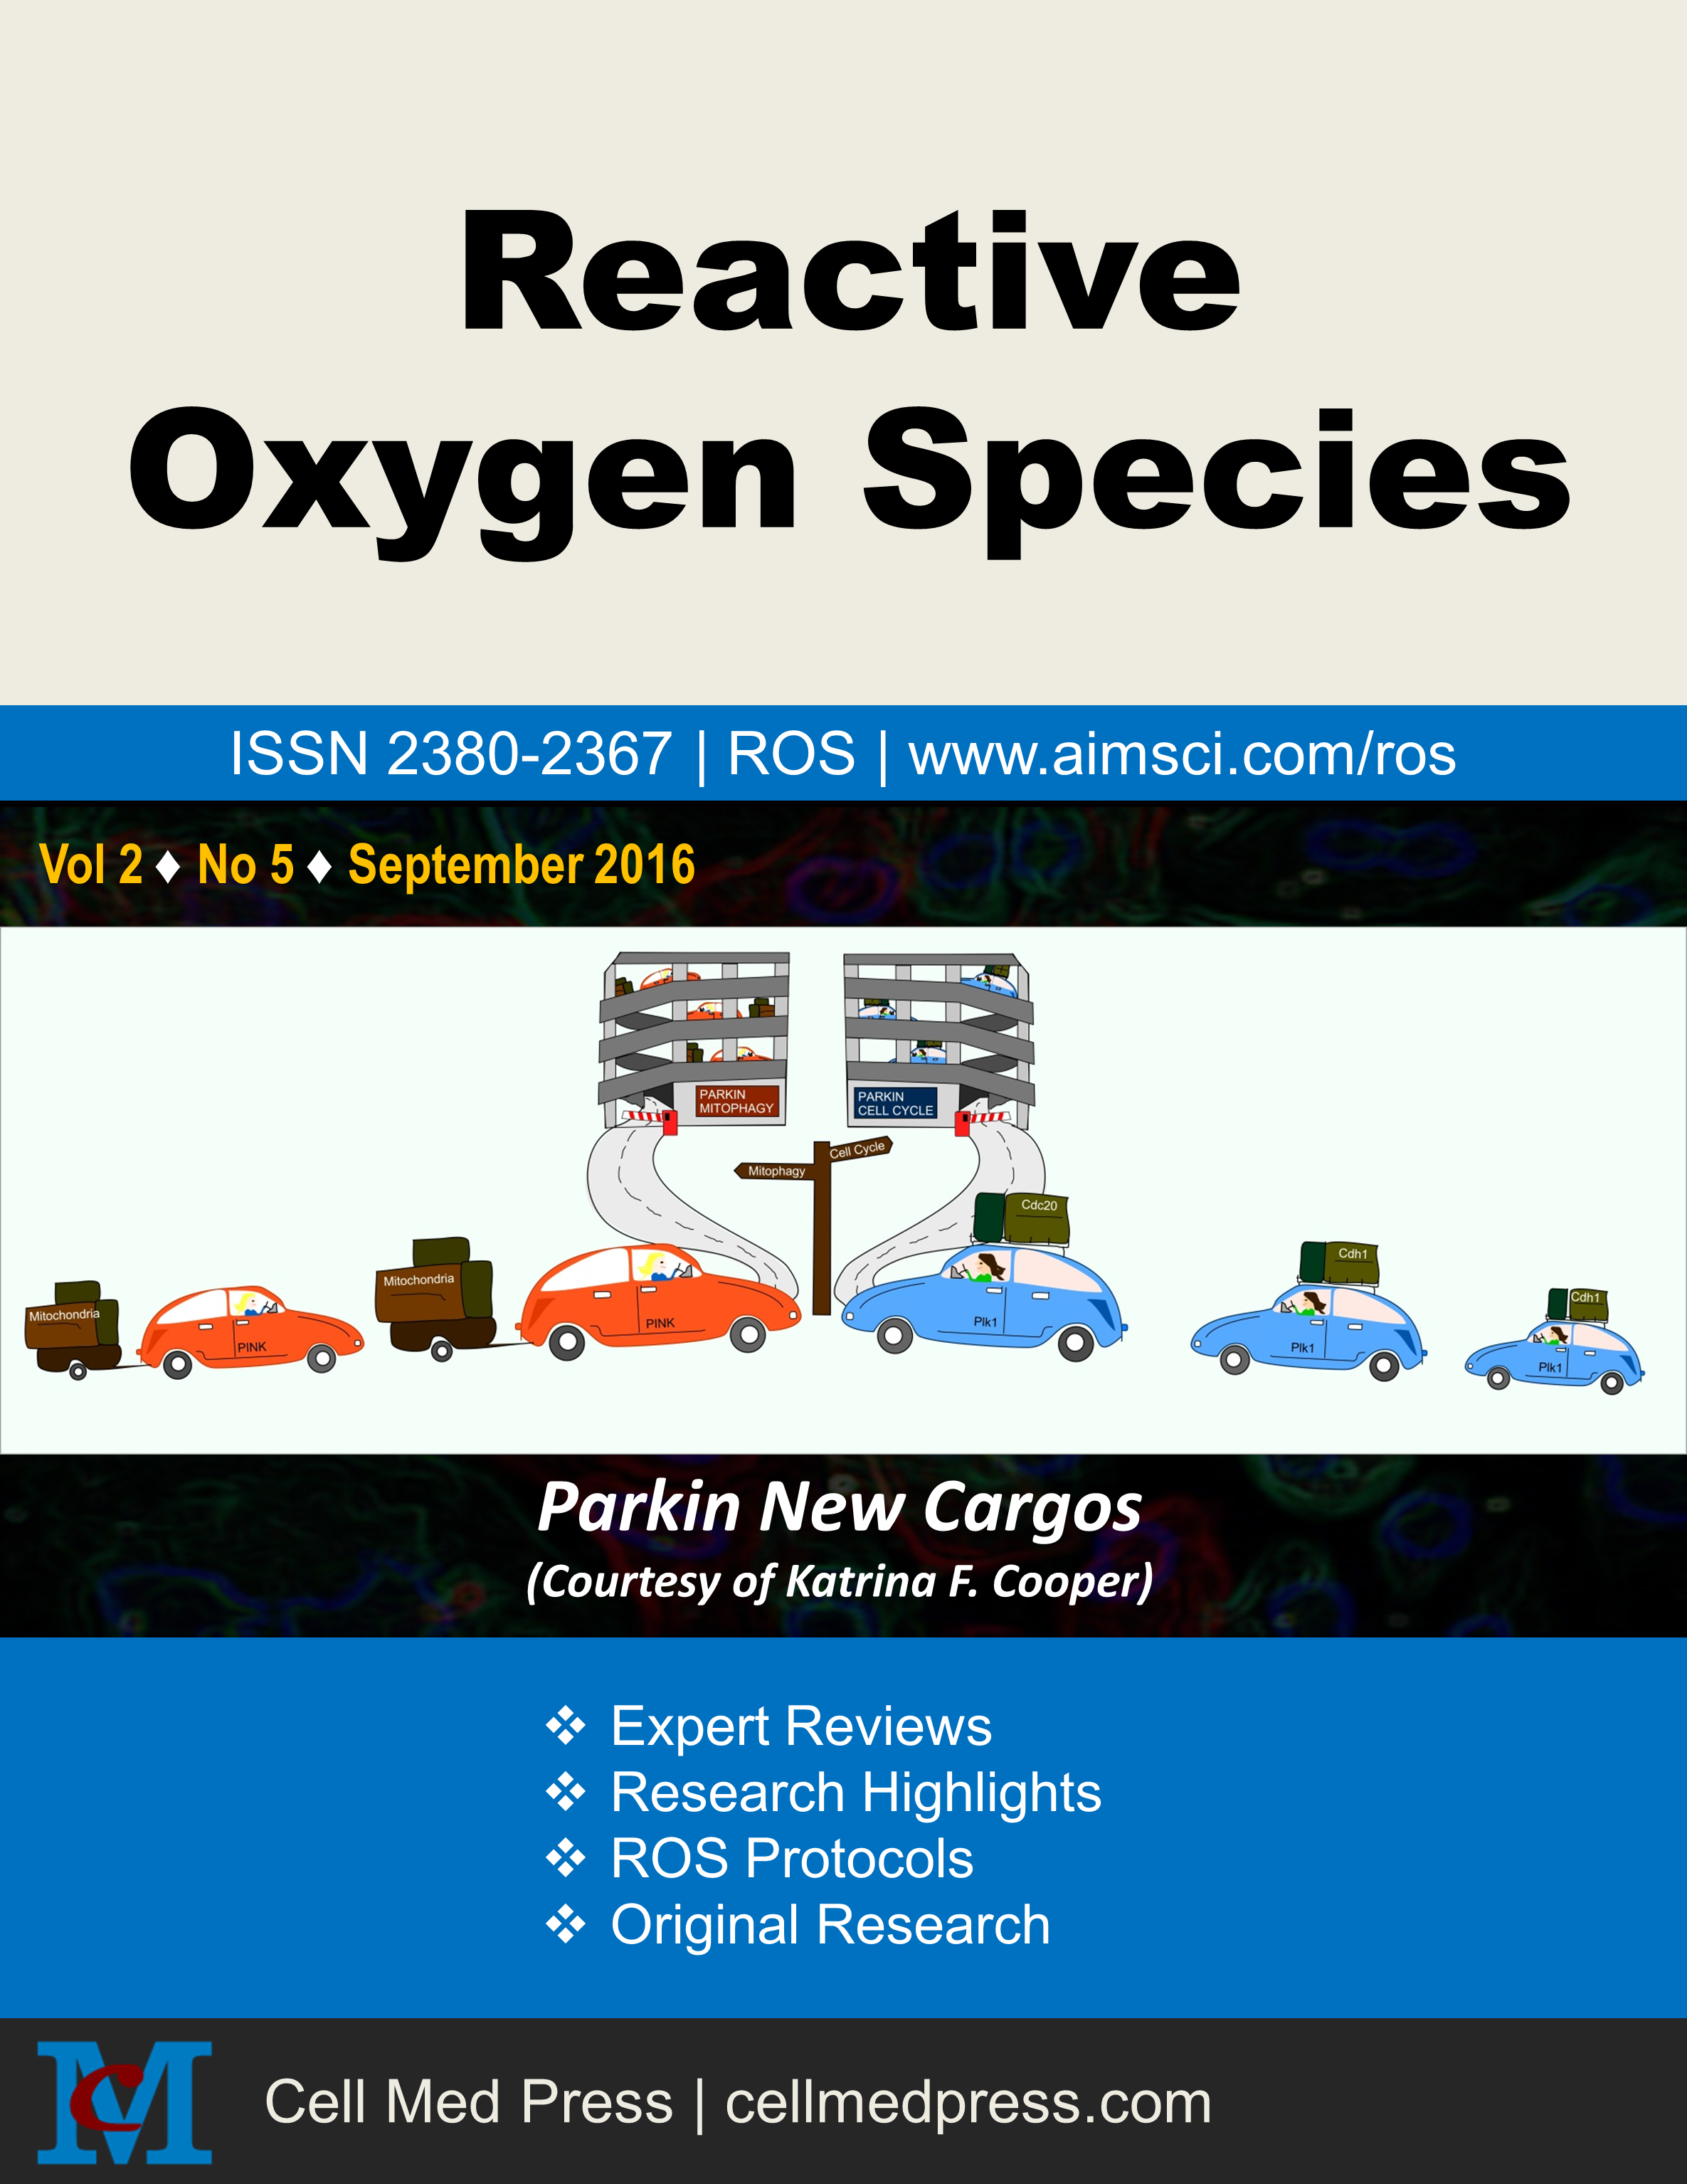 Reactive
Oxygen Species
ISSN 2380-2367 | ROS | www.aimsci.com/ros
Vol 2 ♦ No 5 ♦ September 2016
PARKIN
MITOPHAGY
PARKIN
CELL CYCLE
Cell Cycle
Mitophagy
Cdc20
Cdh1
Cdh1
Mitochondria
Mitochondria
PINK
PINK
Plk1
Plk1
Plk1
Parkin New Cargos
(Courtesy of Katrina F. Cooper)
❖ Expert Reviews
❖ Research Highlights
❖ ROS Protocols
❖ Original Research
MC
Cell Med Press | cellmedpress.com